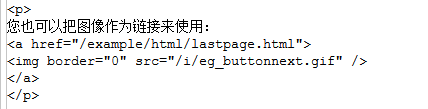 <p>
您也可以把图像作为链接来使用：
<a href="/example/html/lastpage.html">
<img border="0" src="/i/eg_buttonnext.gif" />
</a>
</p>